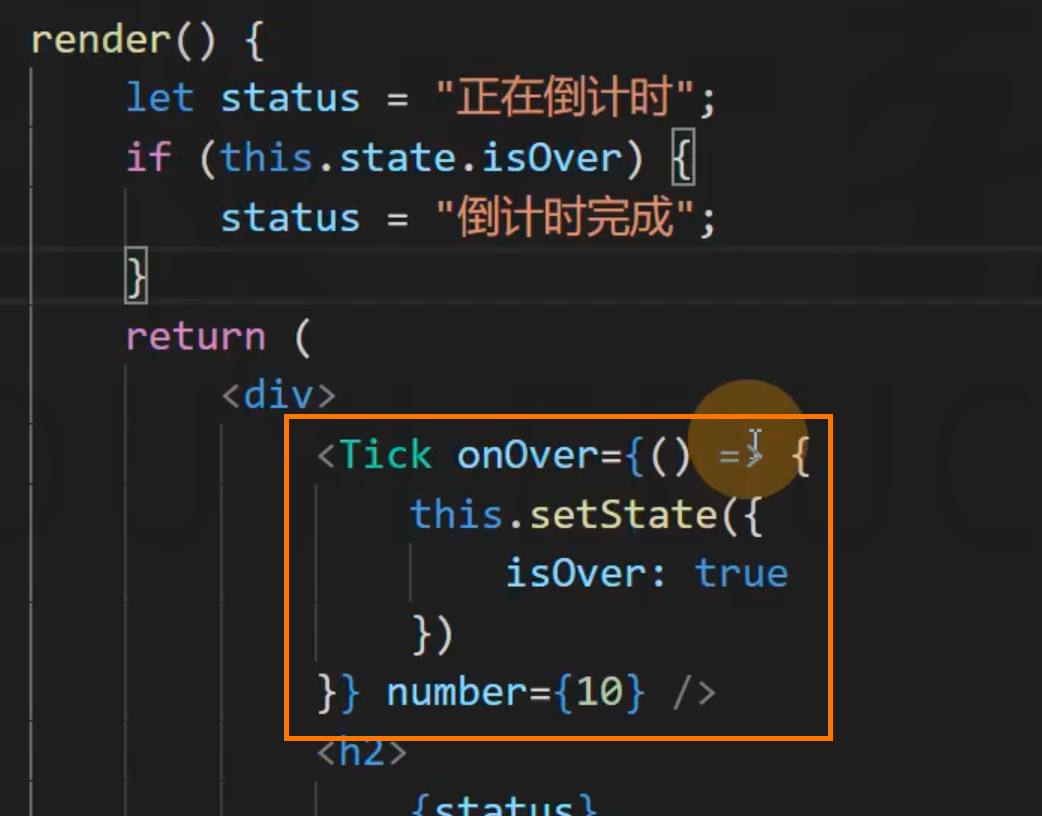 render() {
let status = "正在倒计时";
if (this.state.isOver) {
status = "倒计时完成";
}
return (
<div>
<Tick onOver={() => {
this.setState({
isOver: true
})
}} number={10} />
<h2>
{status}